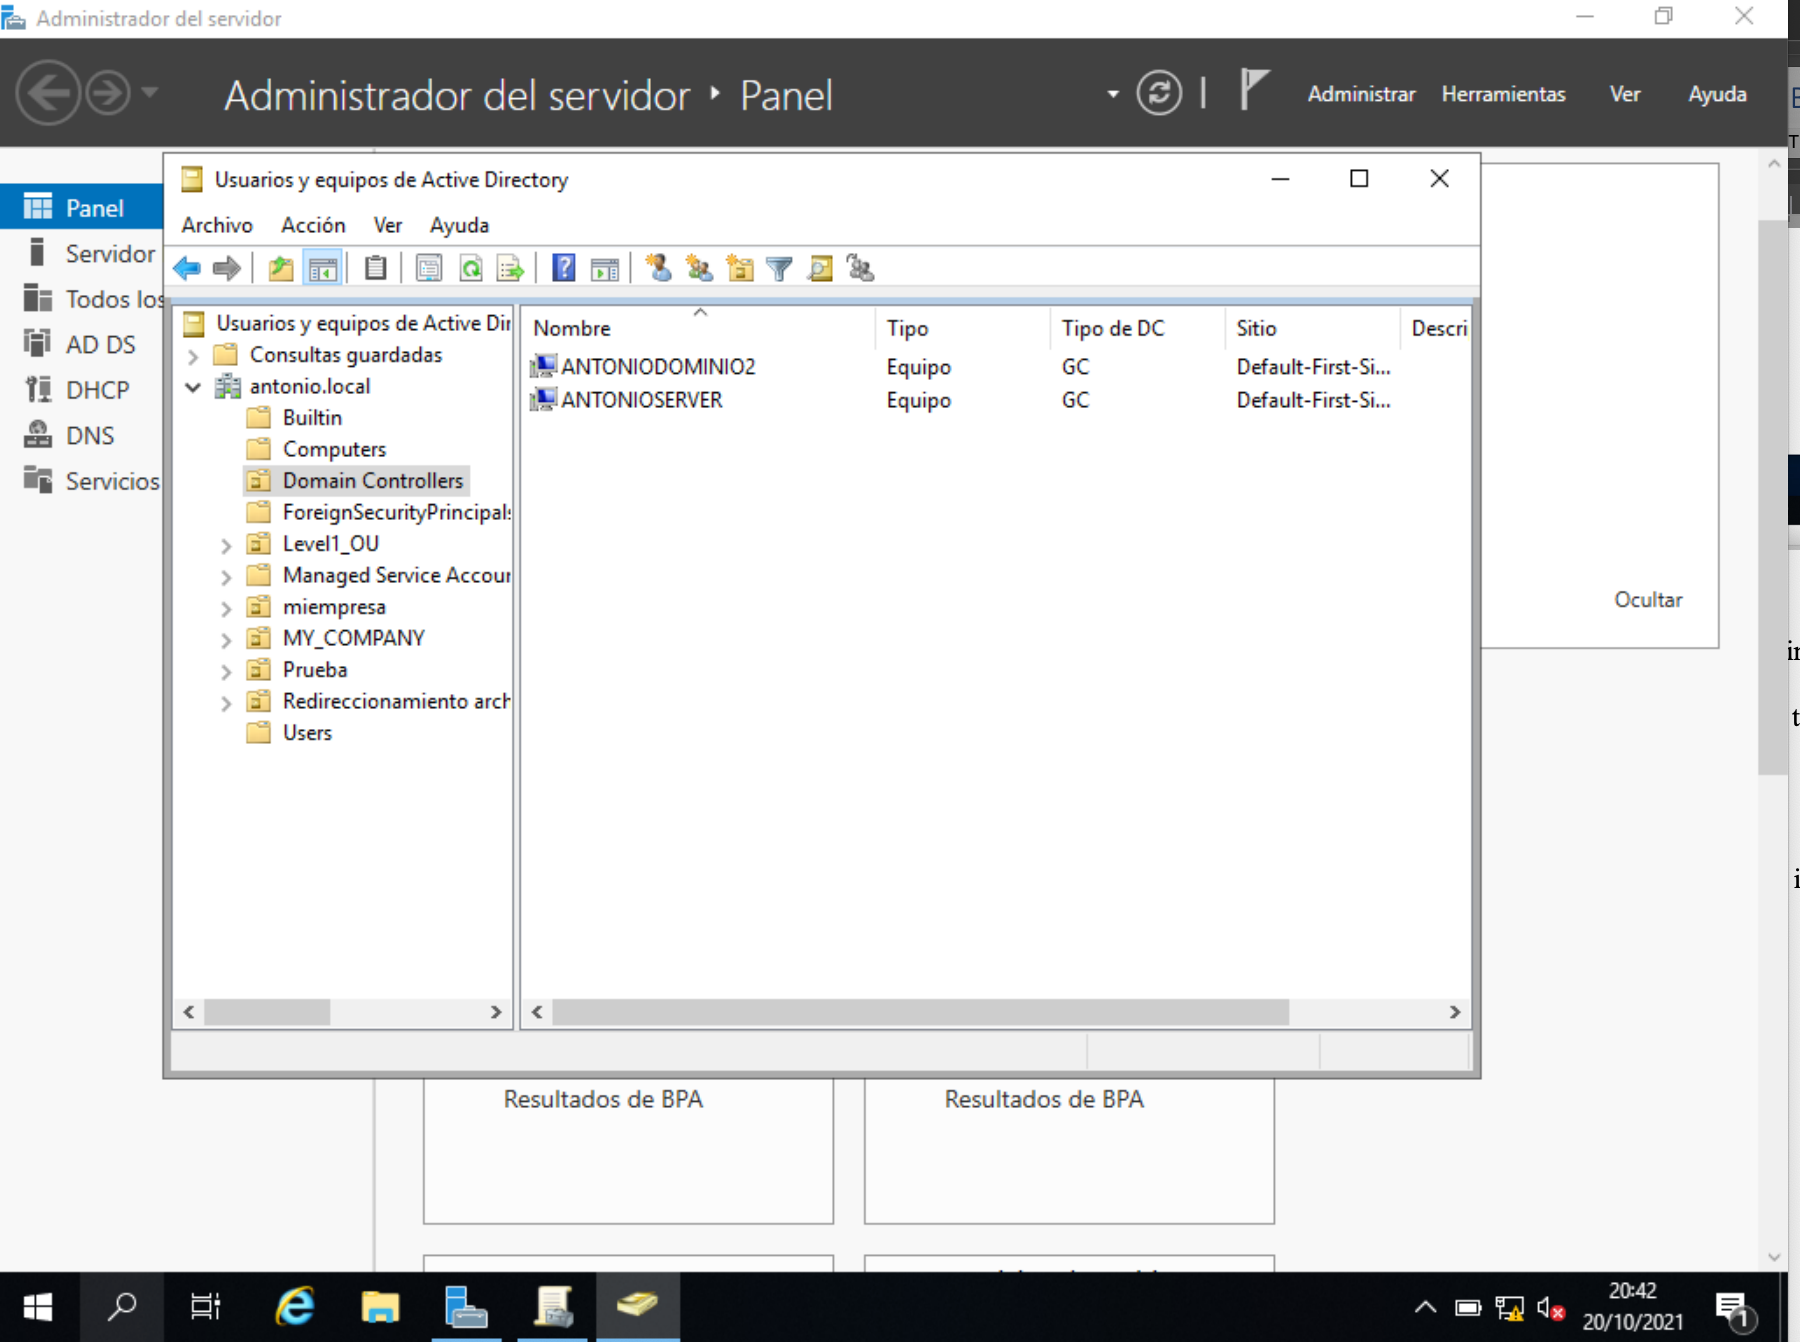 Administrador del servidor
Administrador del servidor ‣ Panel
Administrar Herramientas Ver Ayuda
Panel
Servidor
Todos los
AD DS
DHCP
DNS
Servicios
Usuarios y equipos de Active Directory
Archivo Acción Ver Ayuda
Usuarios y equipos de Active Dir
Consultas guardadas
antonio.local
Builtin
Computers
Domain Controllers
ForeignSecurityPrincipals
Level1_OU
Managed Service Accour
miempresa
MY_COMPANY
Prueba
Redireccionamiento arch
Users
Nombre Tipo Tipo de DC Sitio Descri
ANTONIODOMINIO2 Equipo GC Default-First-Si...
ANTONIOSERVER Equipo GC Default-First-Si...
Ocultar
Resultados de BPA Resultados de BPA
20:42
20/10/2021
1